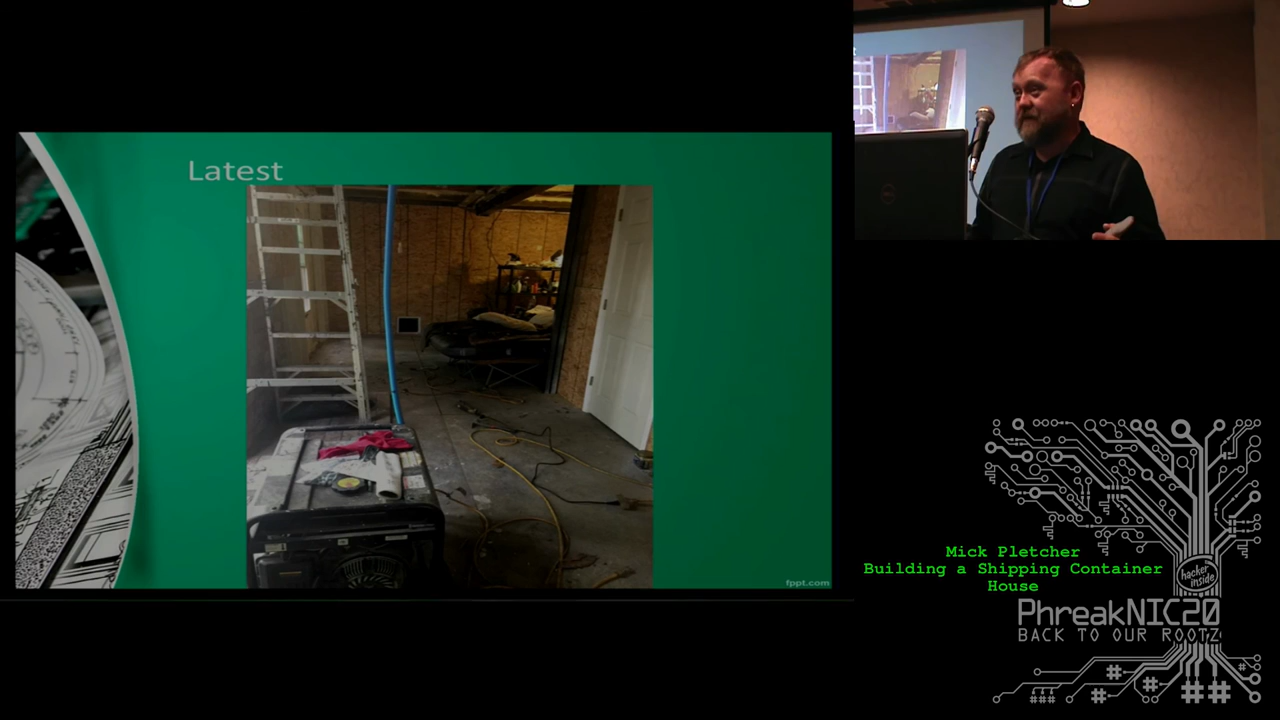 Latest
fppt.com
Mick Pletcher
Building a Shipping Container
House
hacker
inside
PhreakNIC20
BACK TO OUR ROOTZ